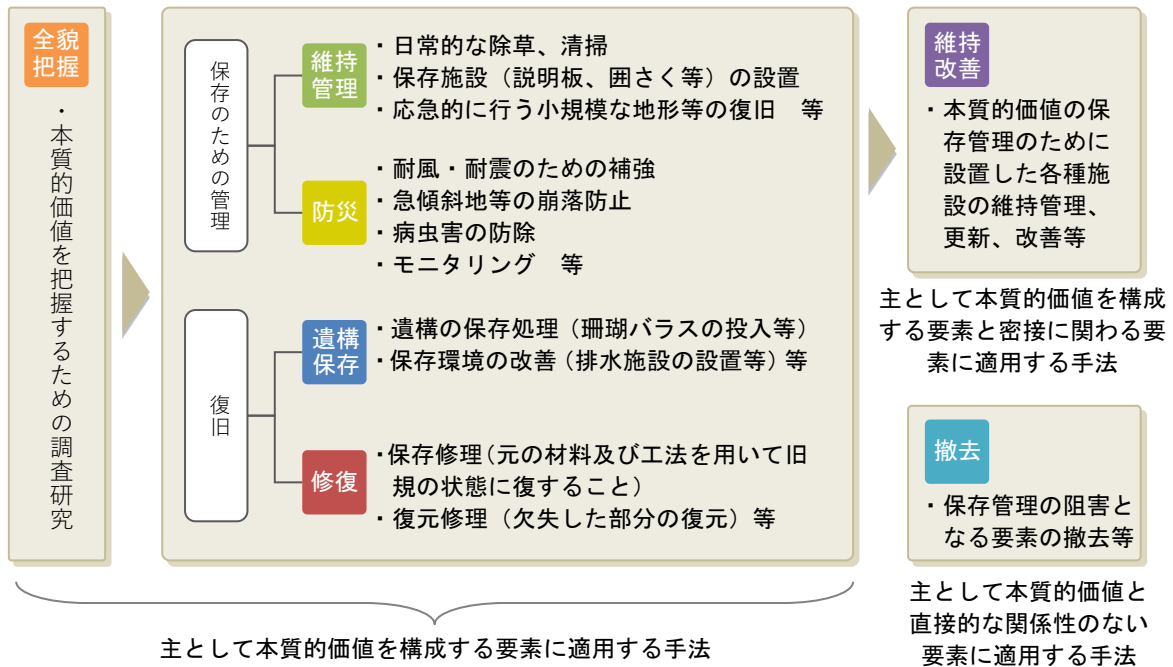 全貌
把握
・本質的価値を把握するための調査研究
保存のための管理
維持
管理
・日常的な除草、清掃
・保存施設（説明板、囲さく等）の設置
・応急的に行う小規模な地形等の復旧　等
防災
・耐風・耐震のための補強
・急傾斜地等の崩落防止
・病虫害の防除
・モニタリング　等
復旧
遺構
保存
・遺構の保存処理（珊瑚バラスの投入等）
・保存環境の改善（排水施設の設置等）等
修復
・保存修理（元の材料及び工法を用いて旧
規の状態に復すること）
・復元修理（欠失した部分の復元）等
主として本質的価値を構成する要素に適用する手法
維持
改善
・本質的価値の保
存管理のために
設置した各種施
設の維持管理、
更新、改善等
主として本質的価値を構成
する要素と密接に関わる要
素に適用する手法
撤去
・保存管理の阻害と
なる要素の撤去等
主として本質的価値と
直接的な関係性のない
要素に適用する手法